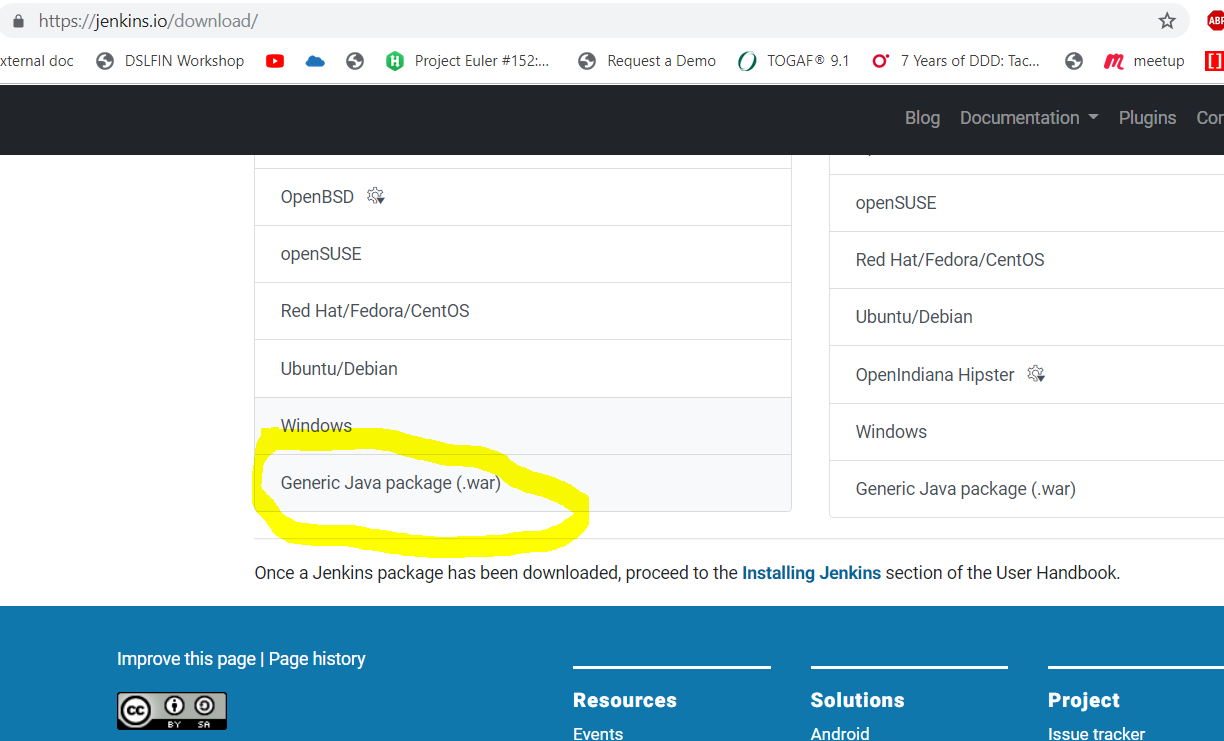 https://jenkins.io/download/
xternal doc DSLFIN Workshop Project Euler #152:... Request a Demo TOGAF® 9.1 7 Years of DDD: Tac... meetup
ABP
Blog Documentation Plugins
OpenBSD
openSUSE
Red Hat/Fedora/CentOS
Ubuntu/Debian
Windows
Generic Java package (.war)
openSUSE
Red Hat/Fedora/CentOS
Ubuntu/Debian
OpenIndiana Hipster
Windows
Generic Java package (.war)
Once a Jenkins package has been downloaded, proceed to the Installing Jenkins section of the User Handbook.
Improve this page | Page history
cc BY SA
Resources
Events
Solutions
Android
Project
Issue tracker